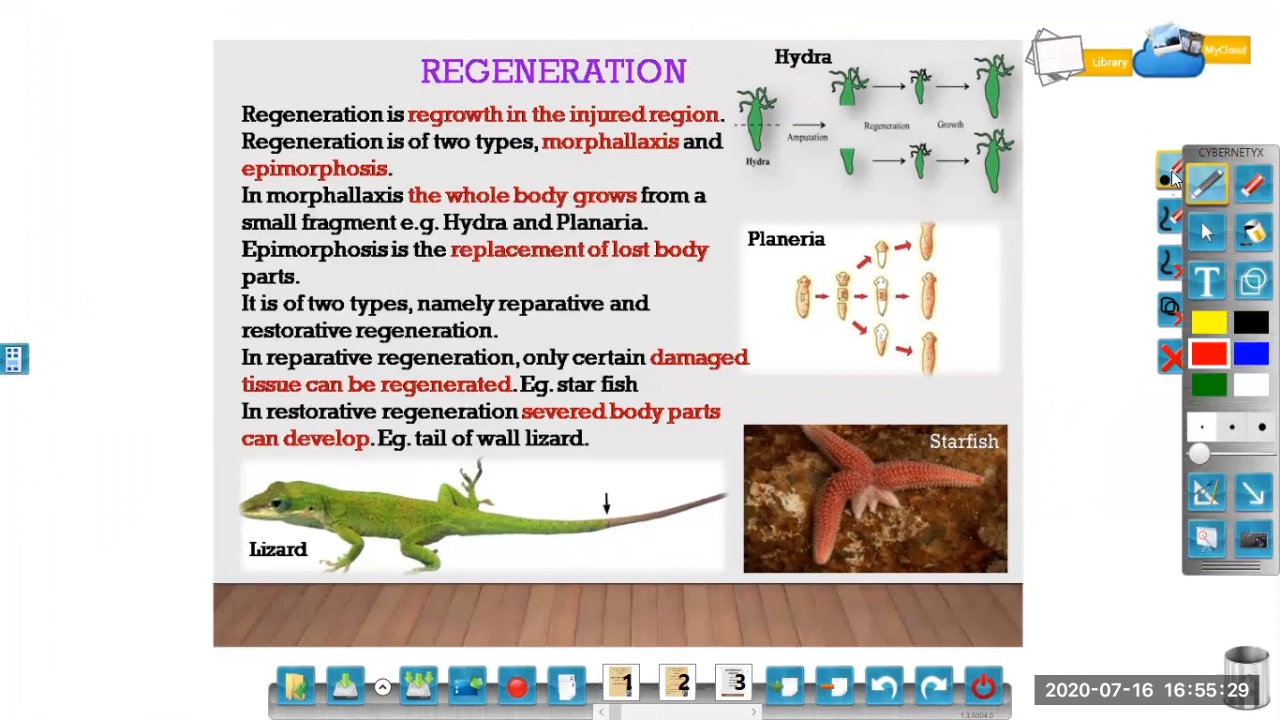 REGENERATION
Regeneration is regrowth in the injured region.
Regeneration is of two types, morphallaxis and
epimorphosis.
In morphallaxis the whole body grows from a
small fragment e.g. Hydra and Planaria.
Epimorphosis is the replacement of lost body
parts.
It is of two types, namely reparative and
restorative regeneration.
In reparative regeneration, only certain damaged
tissue can be regenerated. Eg. star fish
In restorative regeneration severed body parts
can develop. Eg. tail of wall lizard.
Lizard
Hydra
Hydra
Amputation
Regeneration
Growth
Planeria
Starfish
Library
MyCloud
CYBERNETYX
T
1
2
3
1.3.6004.0
2020-07-16 16:55:29